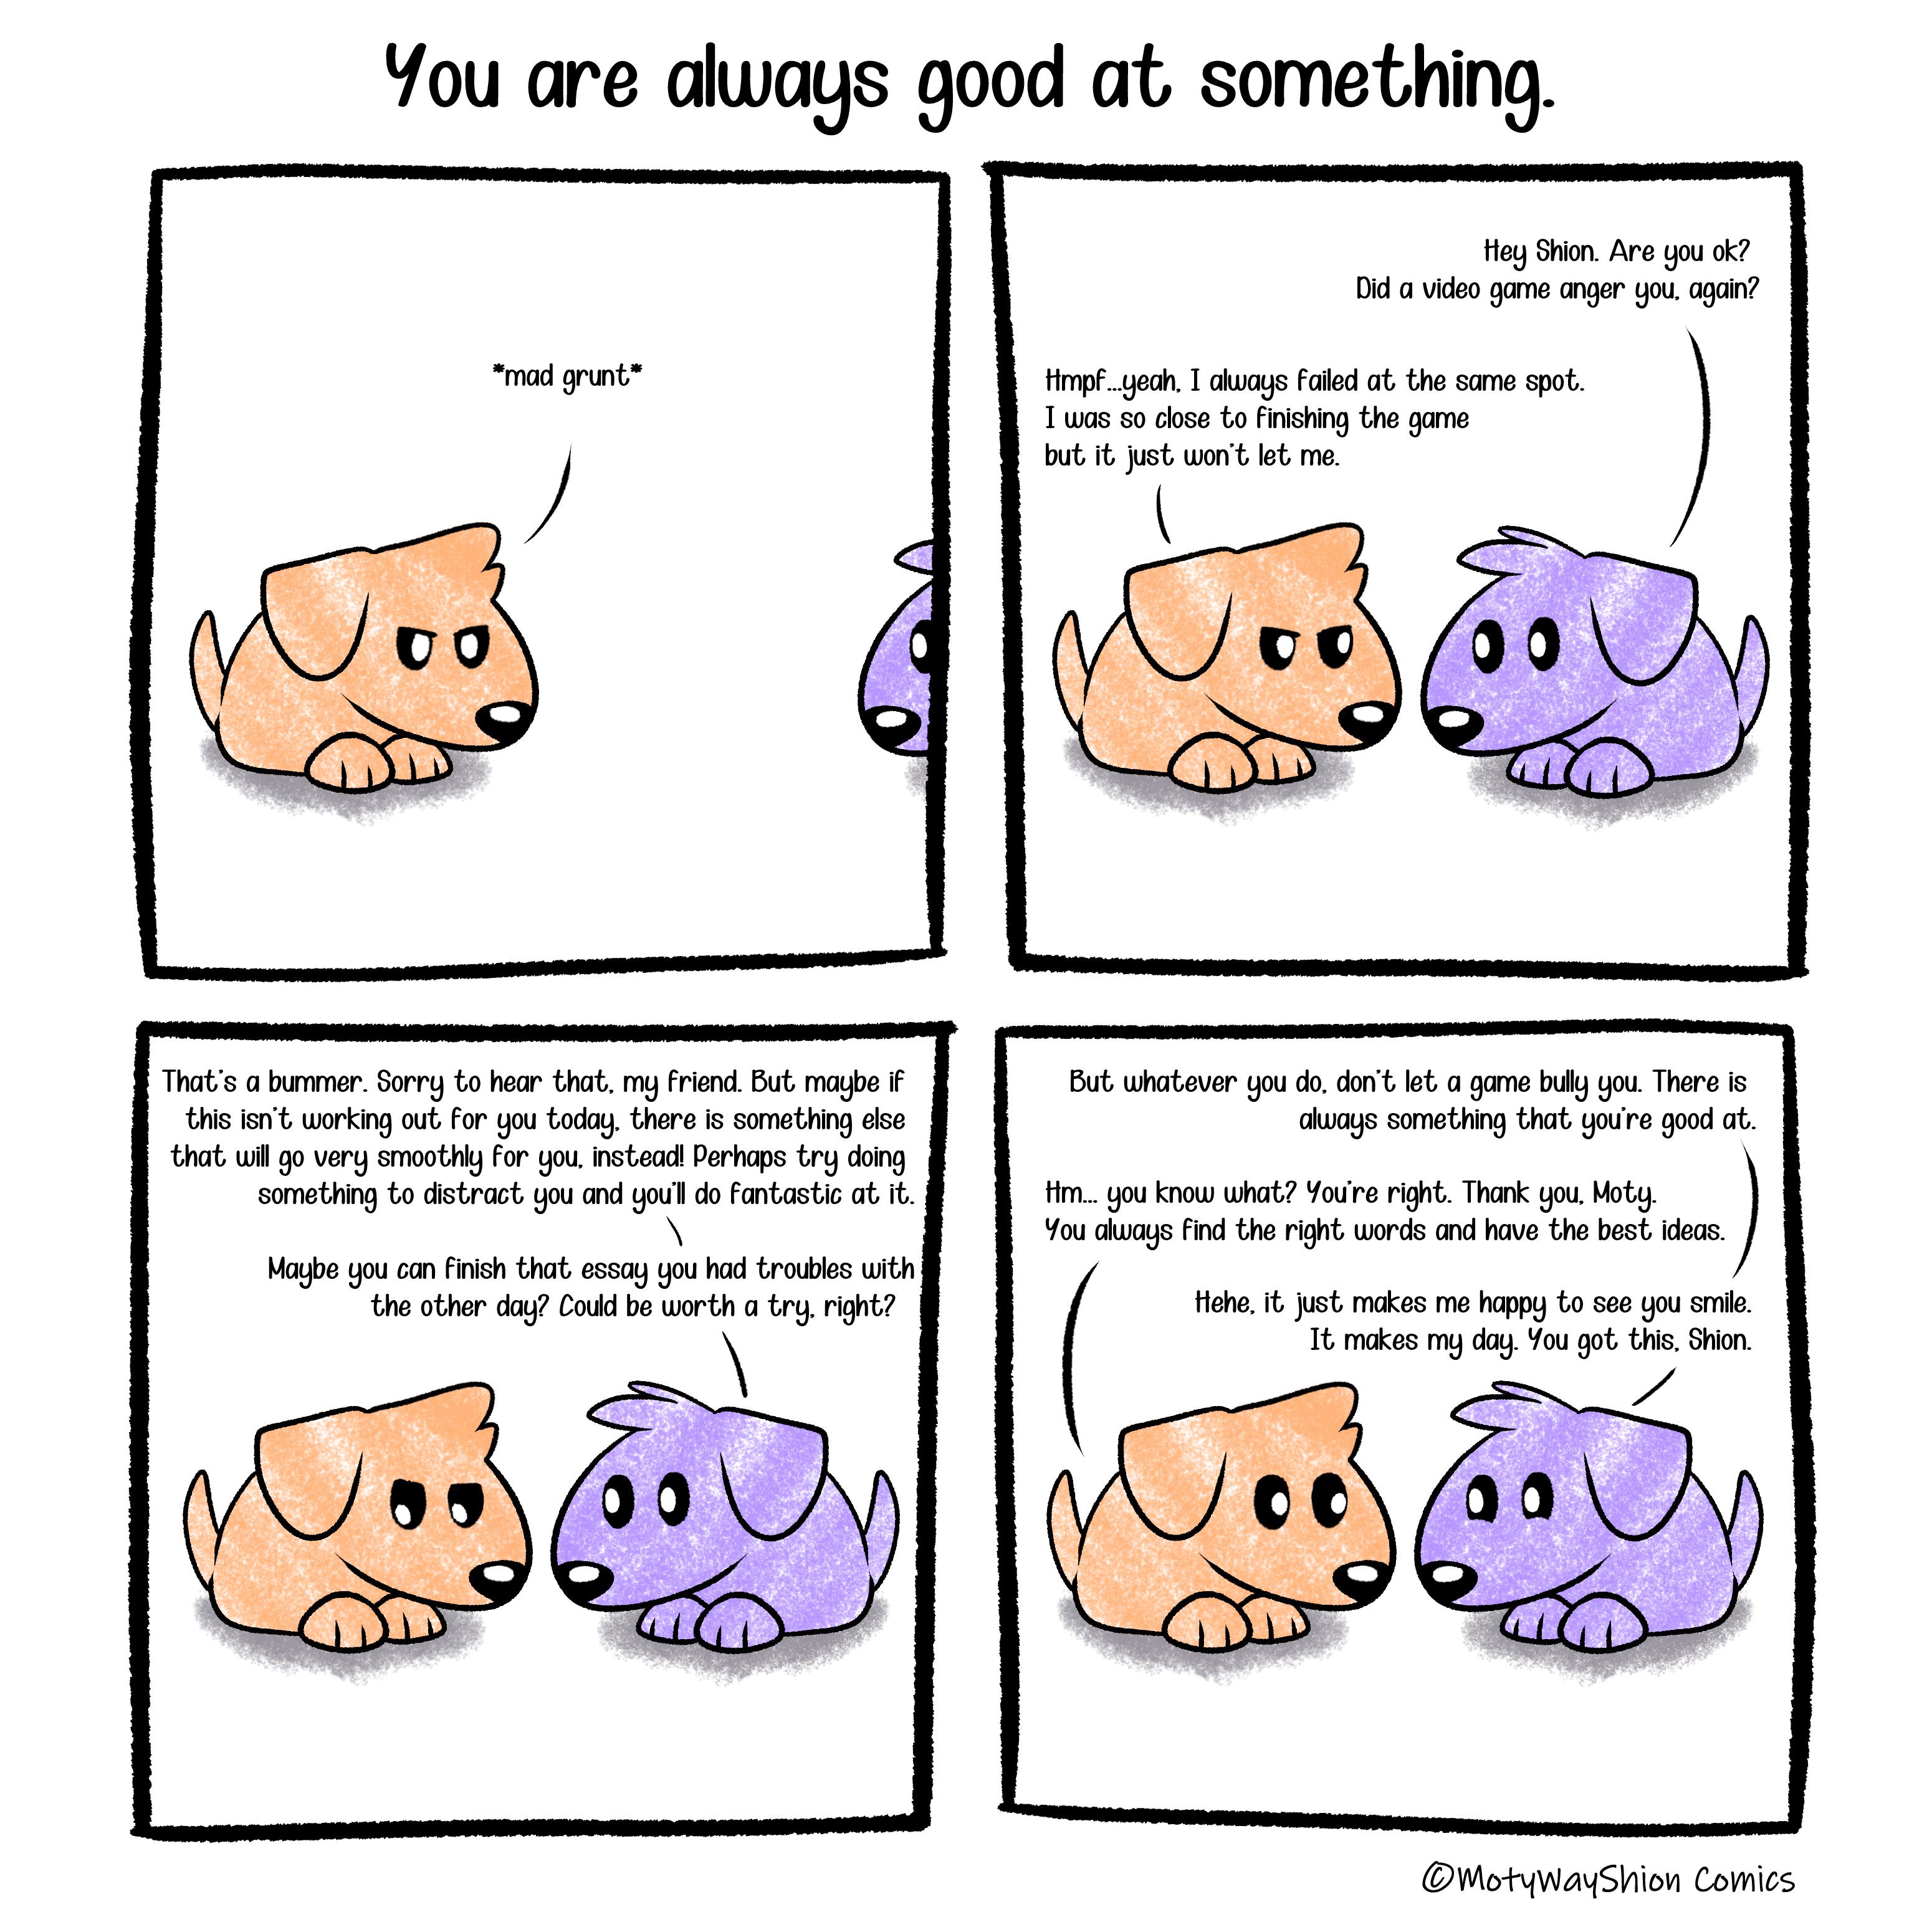 You are always good at something.
*mad grunt*
Hey Shion. Are you ok?
Did a video game anger you, again?
Hmpf...yeah, I always failed at the same spot.
I was so close to finishing the game
but it just won't let me.
That's a bummer. Sorry to hear that, my friend. But maybe if
this isn't working out for you today, there is something else
that will go very smoothly for you, instead! Perhaps try doing
something to distract you and you'll do fantastic at it.
Maybe you can finish that essay you had troubles with
the other day? Could be worth a try, right?
But whatever you do, don't let a game bully you. There is
always something that you're good at.
Hm... you know what? You're right. Thank you, Moty.
You always find the right words and have the best ideas.
Hehe, it just makes me happy to see you smile.
It makes my day. You got this, Shion.
©MotyWayShion Comics